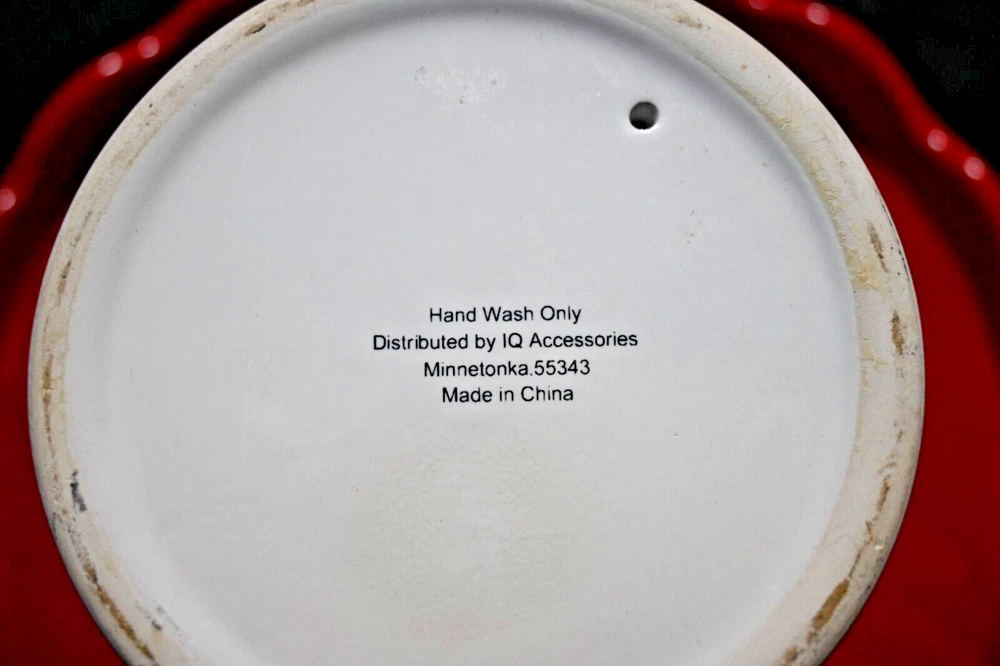 Hand Wash Only
Distributed by IQ Accessories
Minnetonka.55343
Made in China